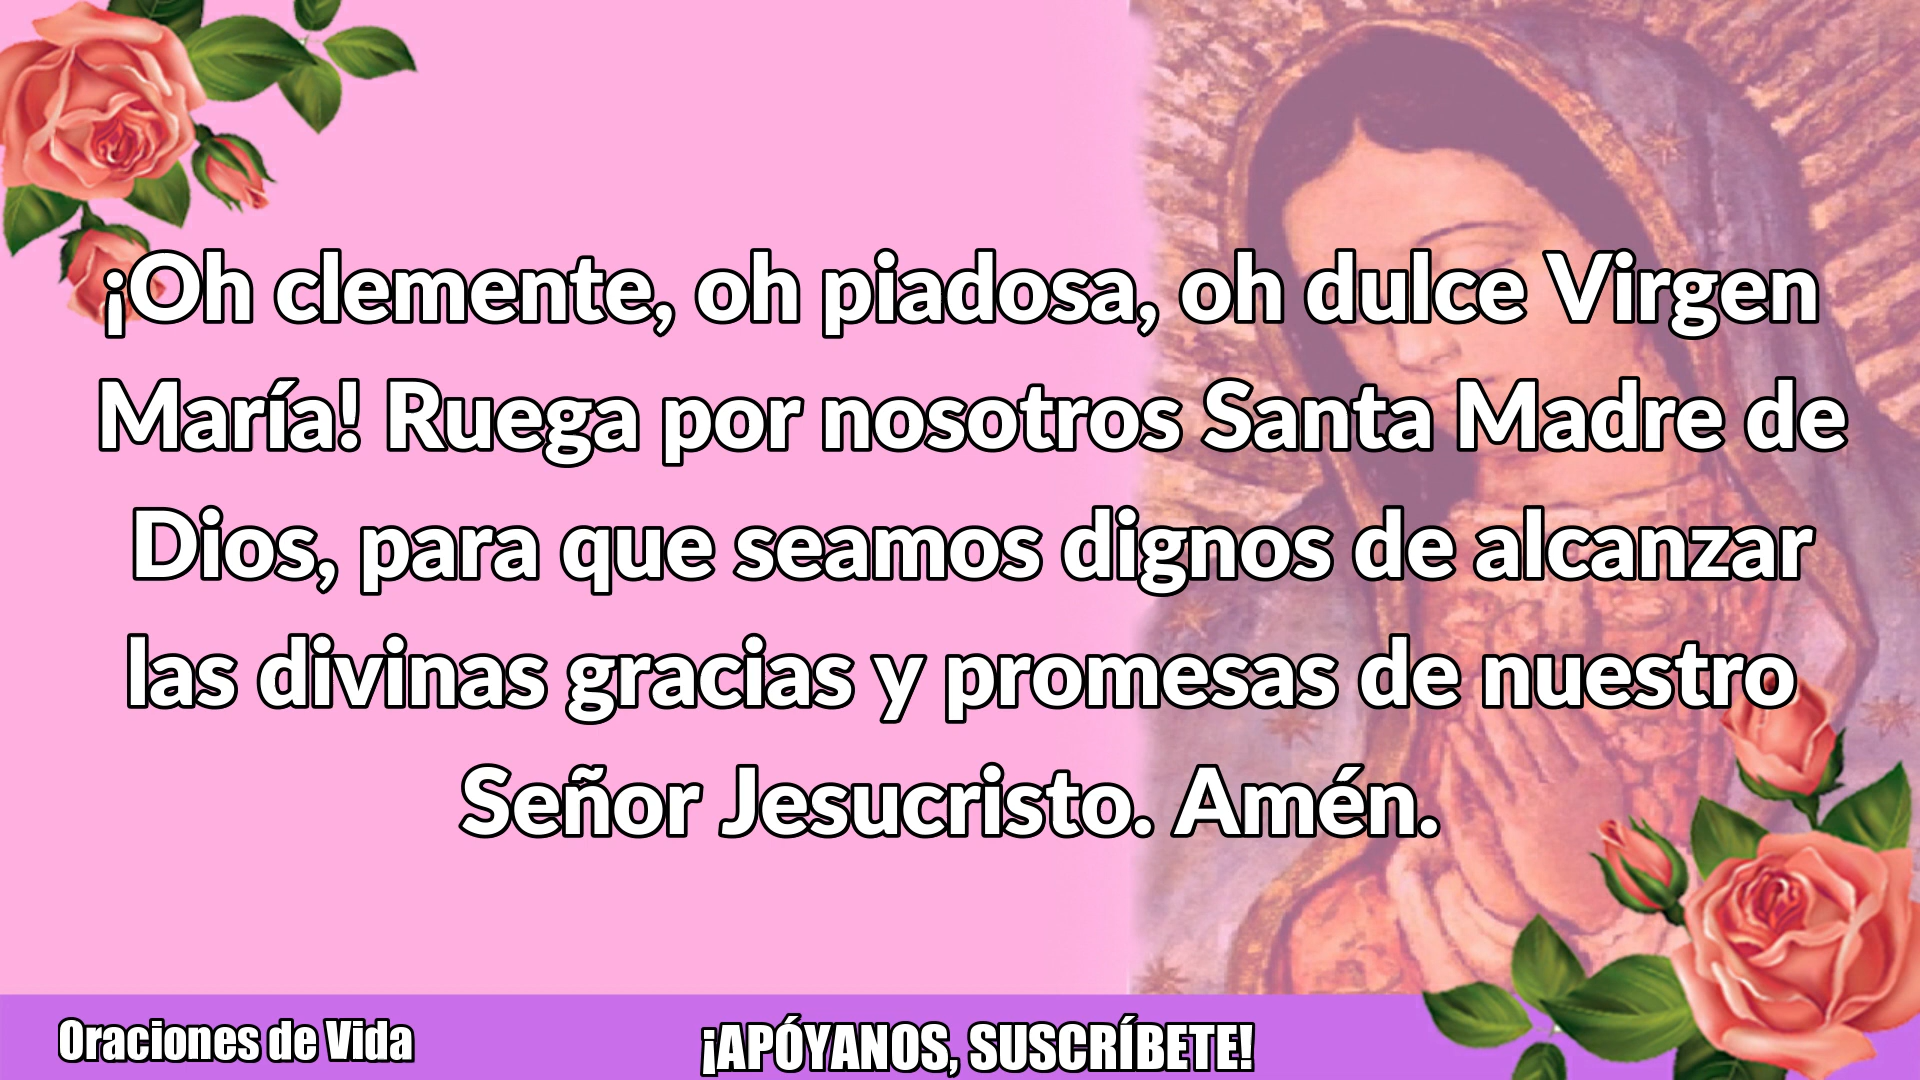 ¡Oh clemente, oh piadosa, oh dulce Virgen
María! Ruega por nosotros Santa Madre de
Dios, para que seamos dignos de alcanzar
las divinas gracias y promesas de nuestro
Señor Jesucristo. Amén.
Oraciones de Vida
¡APÓYANOS, SUSCRÍBETE!